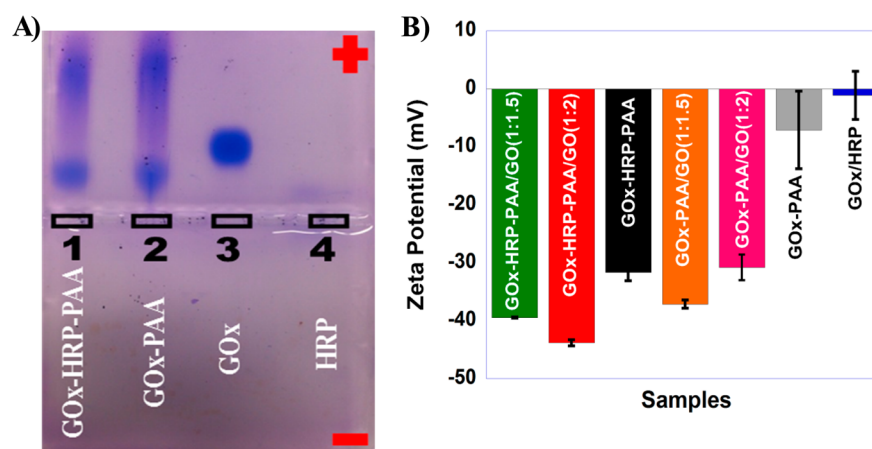 A)
+
1
2
3
4
GOx-HRP-PAA
GOx-PAA
GOx
HRP
B)
Zeta Potential (mV)
10
0
-10
-20
-30
-40
-50
GOx-HRP-PAA/GO(1:1.5)
GOx-HRP-PAA/GO(1:2)
GOx-HRP-PAA
GOx-PAA/GO(1:1.5)
GOx-PAA/GO(1:2)
GOx-PAA
GOx/HRP
Samples